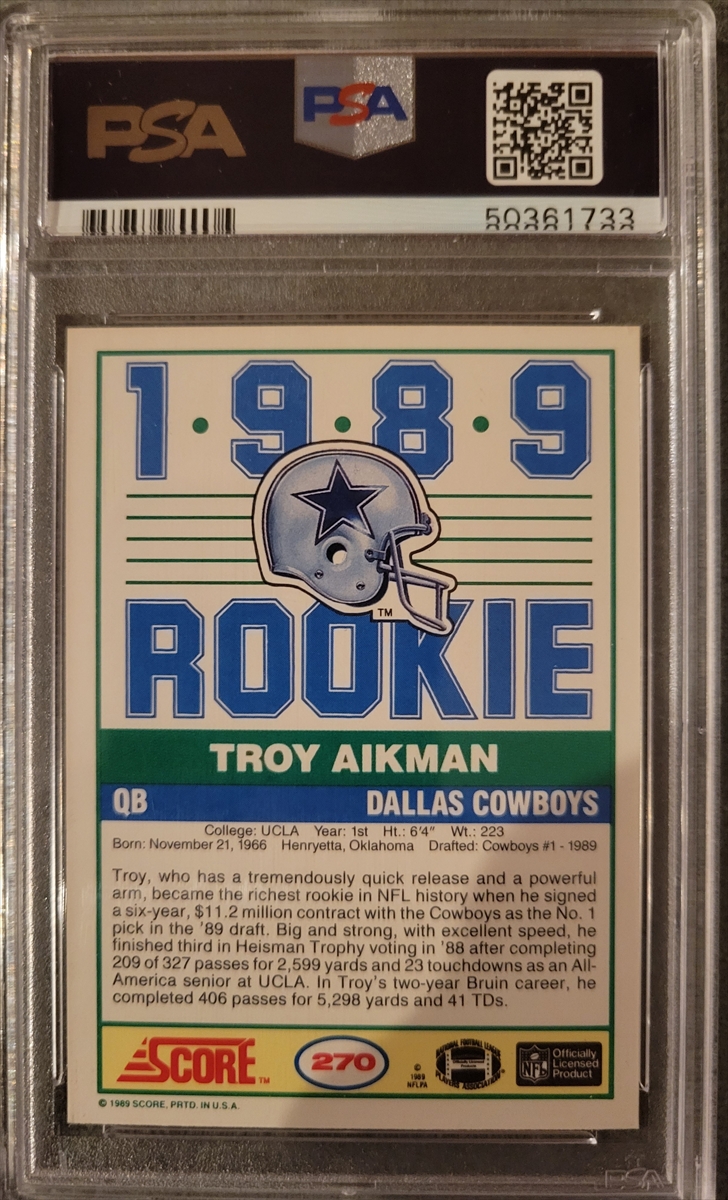 PSA PSA
50361733
1·9·8·9
TM
ROOKIE
TROY AIKMAN
QB DALLAS COWBOYS
College: UCLA Year: 1st Ht.: 6'4" Wt.: 223
Born: November 21, 1966 Henryetta, Oklahoma Drafted: Cowboys #1 - 1989
Troy, who has a tremendously quick release and a powerful
arm, became the richest rookie in NFL history when he signed
a six-year, $11.2 million contract with the Cowboys as the No. 1
pick in the '89 draft. Big and strong, with excellent speed, he
finished third in Heisman Trophy voting in '88 after completing
209 of 327 passes for 2,599 yards and 23 touchdowns as an All-
America senior at UCLA. In Troy's two-year Bruin career, he
completed 406 passes for 5,298 yards and 41 TDs.
SCORE TM
270
©
1989
NFLPA
NATIONAL FOOTBALL LEAGUE
PLAYERS ASSOCIATION
NFL
Officially
Licensed
Product
© 1989 SCORE, PRTD. IN U.S.A.
PSA